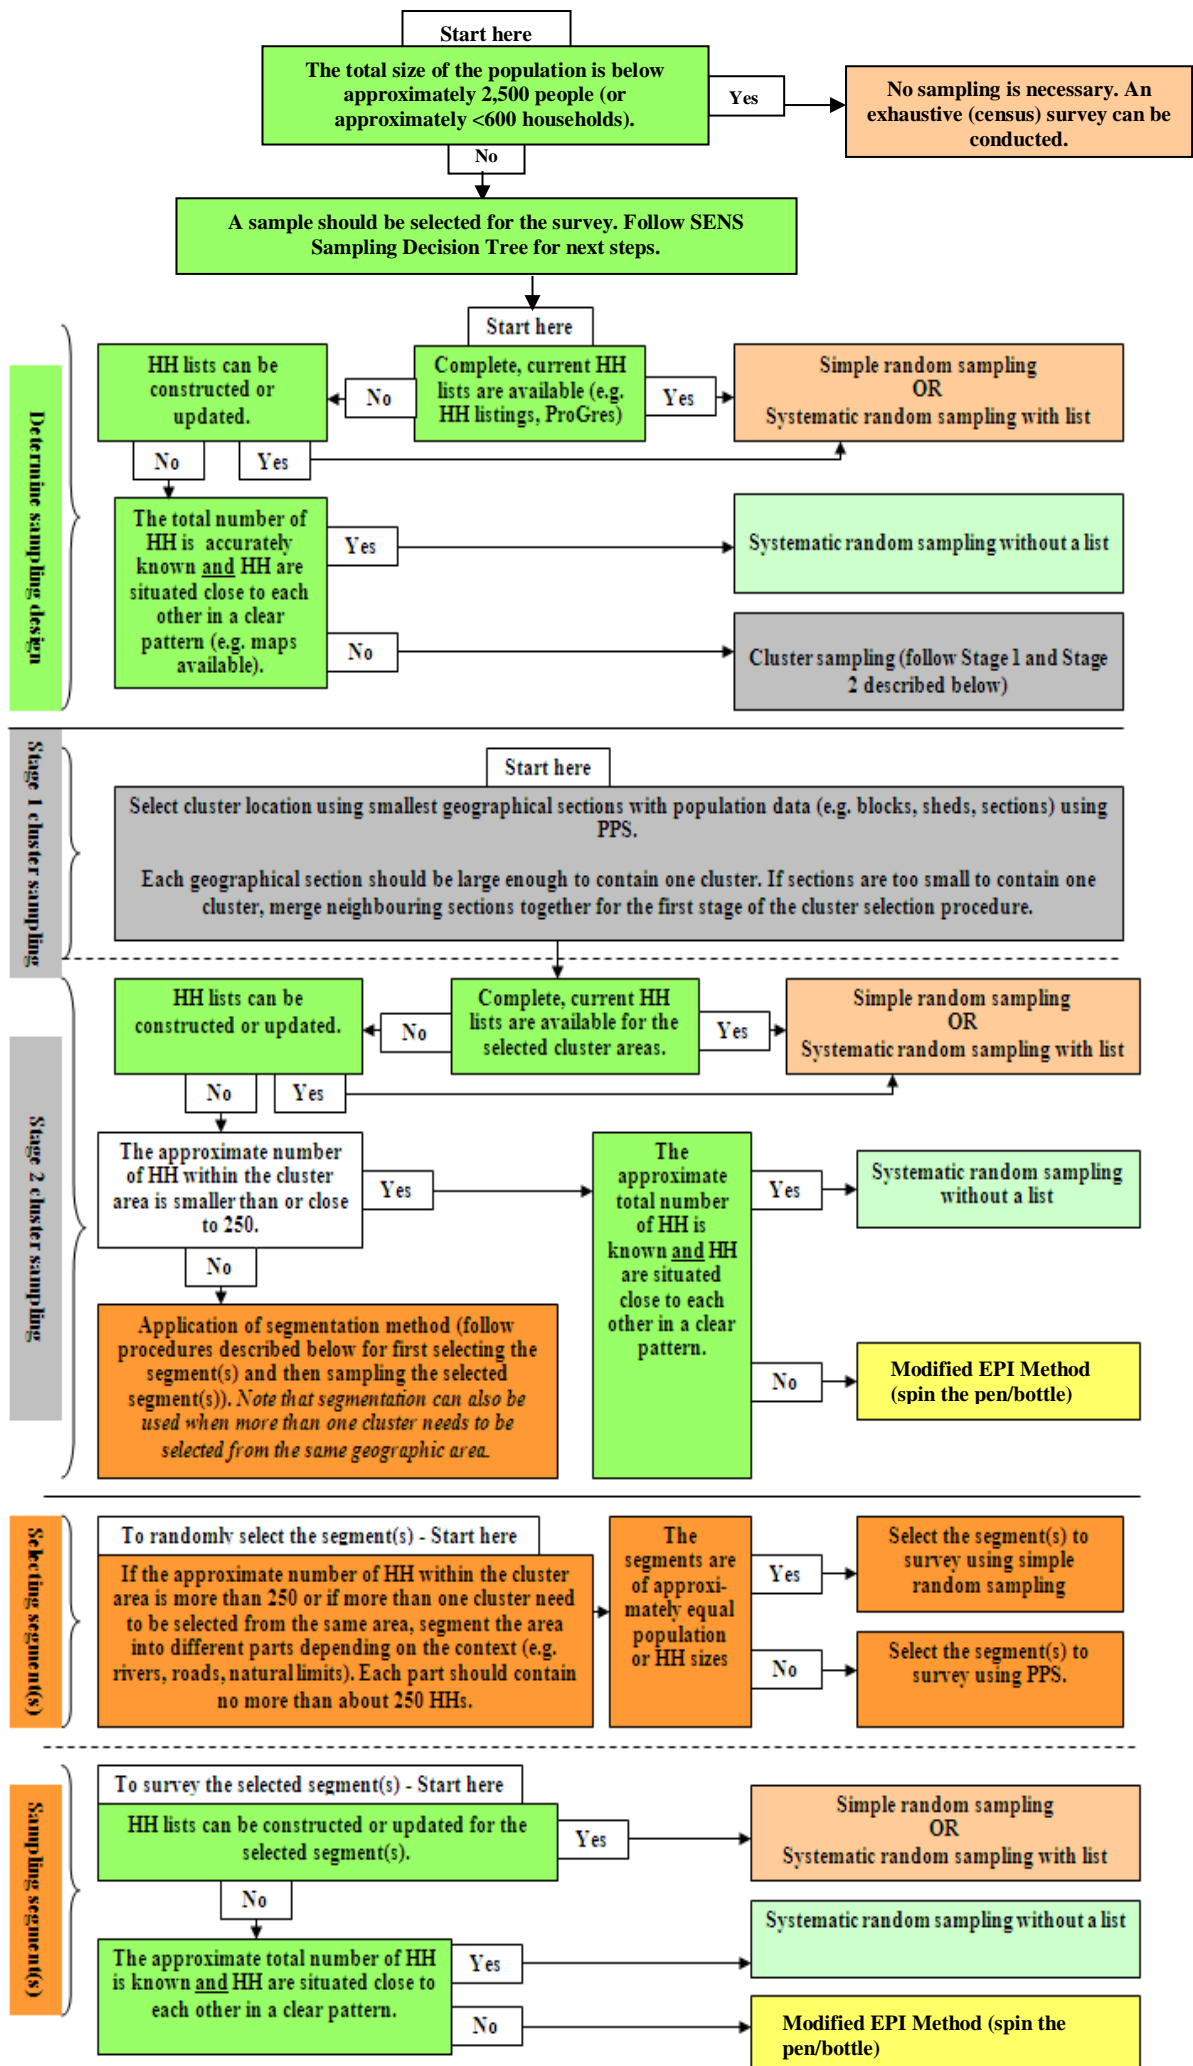 Start here
The total size of the population is below
approximately 2,500 people (or
approximately <600 households).
Yes
No sampling is necessary. An
exhaustive (census) survey can be
conducted.
No
A sample should be selected for the survey. Follow SENS
Sampling Decision Tree for next steps.
Determine sampling design
Start here
HH lists can be
constructed or
updated.
No
Complete, current HH
lists are available (e.g.
HH listings, ProGres)
Yes
Simple random sampling
OR
Systematic random sampling with list
No
Yes
The total number of
HH is accurately
known and HH are
situated close to each
other in a clear
pattern (e.g. maps
available).
Yes
Systematic random sampling without a list
No
Cluster sampling (follow Stage 1 and Stage
2 described below)
Stage 1 cluster sampling
Start here
Select cluster location using smallest geographical sections with population data (e.g. blocks, sheds, sections) using
PPS.
Each geographical section should be large enough to contain one cluster. If sections are too small to contain one
cluster, merge neighbouring sections together for the first stage of the cluster selection procedure.
Stage 2 cluster sampling
HH lists can be
constructed or updated.
No
Complete, current HH
lists are available for the
selected cluster areas.
Yes
Simple random sampling
OR
Systematic random sampling with list
No
Yes
The approximate number
of HH within the cluster
area is smaller than or close
to 250.
Yes
The
approximate
total number
of HH is
known and HH
are situated
close to each
other in a clear
pattern.
Yes
Systematic random sampling
without a list
No
Modified EPI Method
(spin the pen/bottle)
No
Application of segmentation method (follow
procedures described below for first selecting the
segment(s) and then sampling the selected
segment(s)). Note that segmentation can also be
used when more than one cluster needs to be
selected from the same geographic area.
Selecting segment(s)
To randomly select the segment(s) - Start here
If the approximate number of HH within the cluster
area is more than 250 or if more than one cluster need
to be selected from the same area, segment the area
into different parts depending on the context (e.g.
rivers, roads, natural limits). Each part should contain
no more than about 250 HHs.
The
segments are
of approxi-
mately equal
population
or HH sizes
Yes
Select the segment(s) to
survey using simple
random sampling
No
Select the segment(s) to
survey using PPS.
Sampling segment(s)
To survey the selected segment(s) - Start here
HH lists can be constructed or updated for the
selected segment(s).
Yes
Simple random sampling
OR
Systematic random sampling with list
No
The approximate total number of HH
is known and HH are situated close to
each other in a clear pattern.
Yes
Systematic random sampling without a list
No
Modified EPI Method (spin the
pen/bottle)